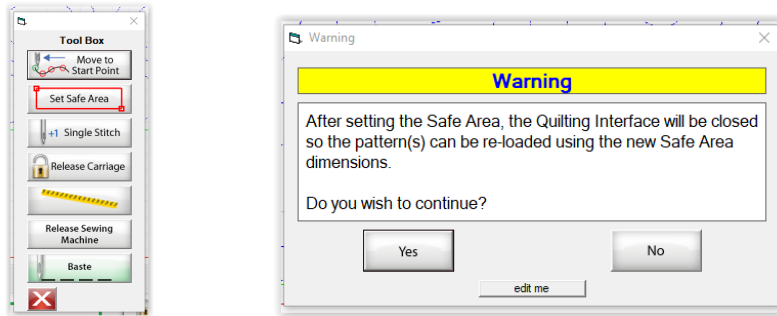 Tool Box
Move to
Start Point
Set Safe Area
+1 Single Stitch
Release Carriage
Release Sewing
Machine
Baste
Warning
Warning
After setting the Safe Area, the Quilting Interface will be closed
so the pattern(s) can be re-loaded using the new Safe Area
dimensions.
Do you wish to continue?
Yes
No
edit me